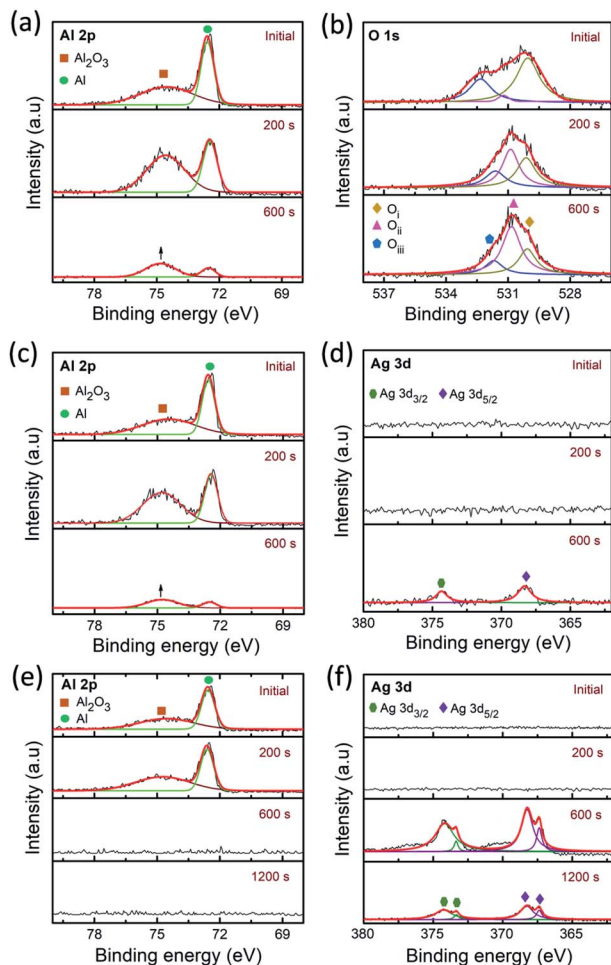 (a)
Al 2p
Initial
Al₂O₃
Al
200 s
600 s
Intensity (a.u)
78 75 72 69
Binding energy (eV)
(b)
O 1s
Initial
200 s
600 s
Oᵢ
Oᵢᵢ
Oᵢᵢᵢ
Intensity (a.u)
537 534 531 528
Binding energy (eV)
(c)
Al 2p
Initial
Al₂O₃
Al
200 s
600 s
Intensity (a.u)
78 75 72 69
Binding energy (eV)
(d)
Ag 3d
Initial
Ag 3d3/2 Ag 3d5/2
200 s
600 s
Intensity (a.u)
380 375 370 365
Binding energy (eV)
(e)
Al 2p
Initial
Al₂O₃
Al
200 s
600 s
1200 s
Intensity (a.u)
78 75 72 69
Binding energy (eV)
(f)
Ag 3d
Initial
Ag 3d3/2 Ag 3d5/2
200 s
600 s
1200 s
Intensity (a.u)
380 375 370 365
Binding energy (eV)